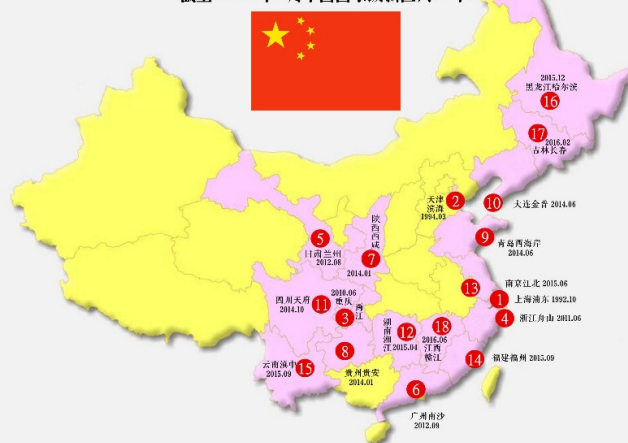 2015.12
黑龙江哈尔滨
16
17
2016.02
吉林长春
天津
滨海
1994.03
2
10
大连金普 2014.06
9
青岛西海岸
2014.06
5
甘肃兰州
2012.08
陕西西咸
7
2014.01
13
南京江北 2015.06
1
上海浦东 1992.10
4
浙江舟山 2011.06
四川天府
2014.10
11
2010.06
重庆
两江
3
湖南湘江
12
2015.04
18
2016.06
江西
赣江
8
贵州贵安
2014.01
云南滇中
2015.09
15
14
福建福州 2015.09
6
广州南沙
2012.09